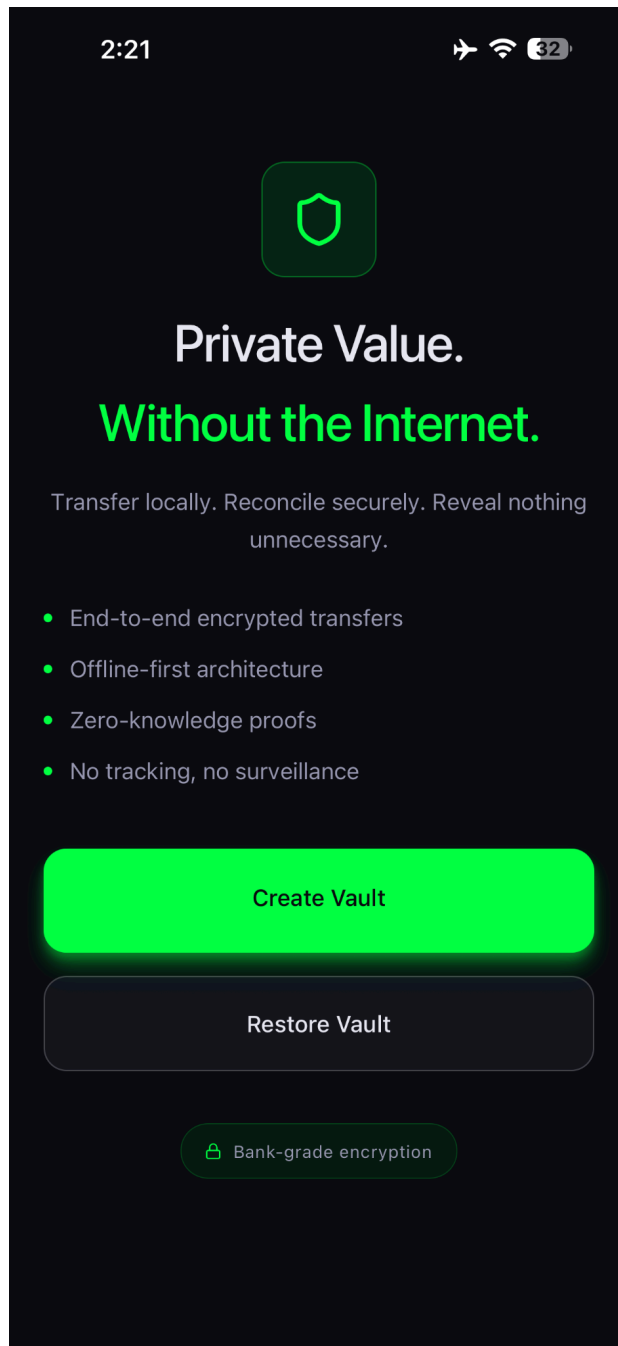 2:21
32
Private Value.
Without the Internet.
Transfer locally. Reconcile securely. Reveal nothing
unnecessary.
End-to-end encrypted transfers
Offline-first architecture
Zero-knowledge proofs
No tracking, no surveillance
Create Vault
Restore Vault
Bank-grade encryption